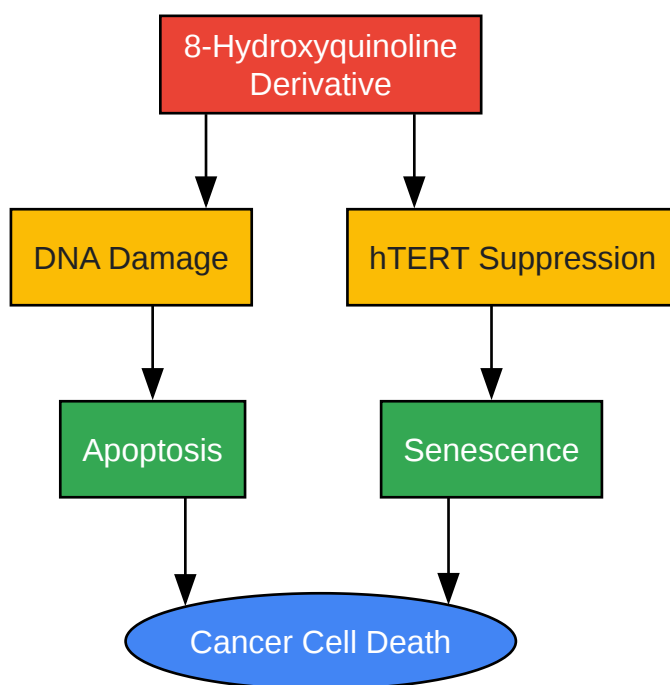 8-Hydroxyquinoline
Derivative
DNA Damage
hTERT Suppression
Apoptosis
Senescence
Cancer Cell Death